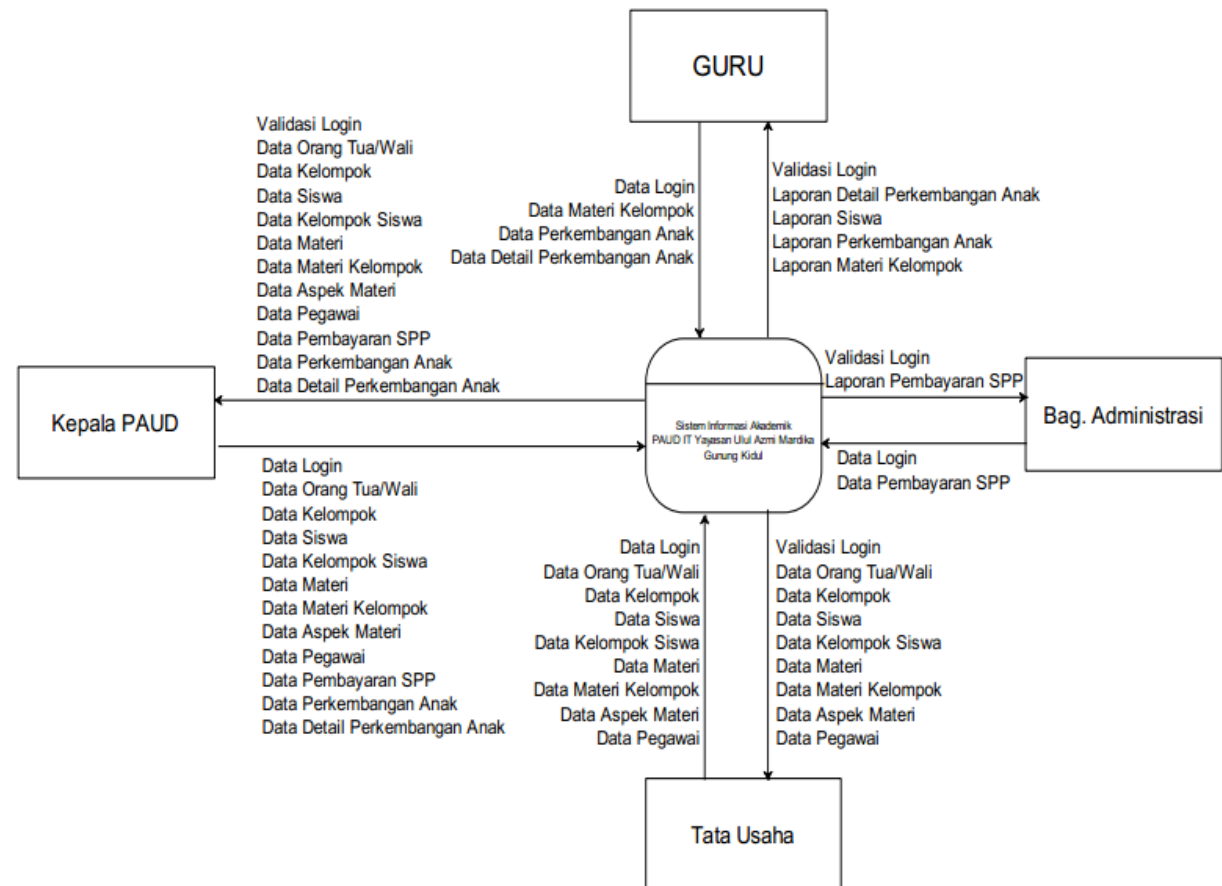 GURU
Validasi Login
Data Orang Tua/Wali
Data Kelompok
Data Siswa
Data Kelompok Siswa
Data Materi
Data Materi Kelompok
Data Aspek Materi
Data Pegawai
Data Pembayaran SPP
Data Perkembangan Anak
Data Detail Perkembangan Anak
Data Login
Data Materi Kelompok
Data Perkembangan Anak
Data Detail Perkembangan Anak
Validasi Login
Laporan Detail Perkembangan Anak
Laporan Siswa
Laporan Perkembangan Anak
Laporan Materi Kelompok
Kepala PAUD
Sistem Informasi Akademik
PAUD IT Yayasan Ulul Azmi Mardika
Gunung Kidul
Validasi Login
Laporan Pembayaran SPP
Bag. Administrasi
Data Login
Data Pembayaran SPP
Data Login
Data Orang Tua/Wali
Data Kelompok
Data Siswa
Data Kelompok Siswa
Data Materi
Data Materi Kelompok
Data Aspek Materi
Data Pegawai
Data Pembayaran SPP
Data Perkembangan Anak
Data Detail Perkembangan Anak
Data Login
Data Orang Tua/Wali
Data Kelompok
Data Siswa
Data Kelompok Siswa
Data Materi
Data Materi Kelompok
Data Aspek Materi
Data Pegawai
Validasi Login
Data Orang Tua/Wali
Data Kelompok
Data Siswa
Data Kelompok Siswa
Data Materi
Data Materi Kelompok
Data Aspek Materi
Data Pegawai
Tata Usaha